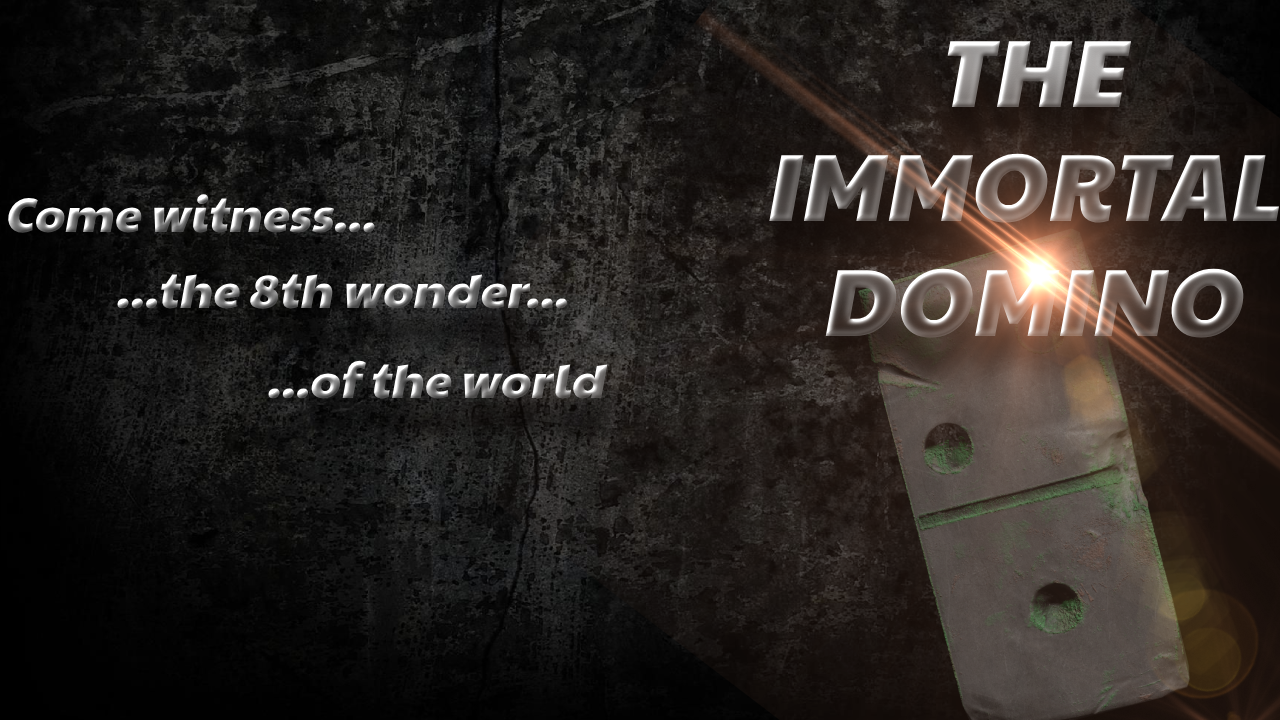 Come witness...
...the 8th wonder...
...of the world
THE
IMMORTAL
DOMINO